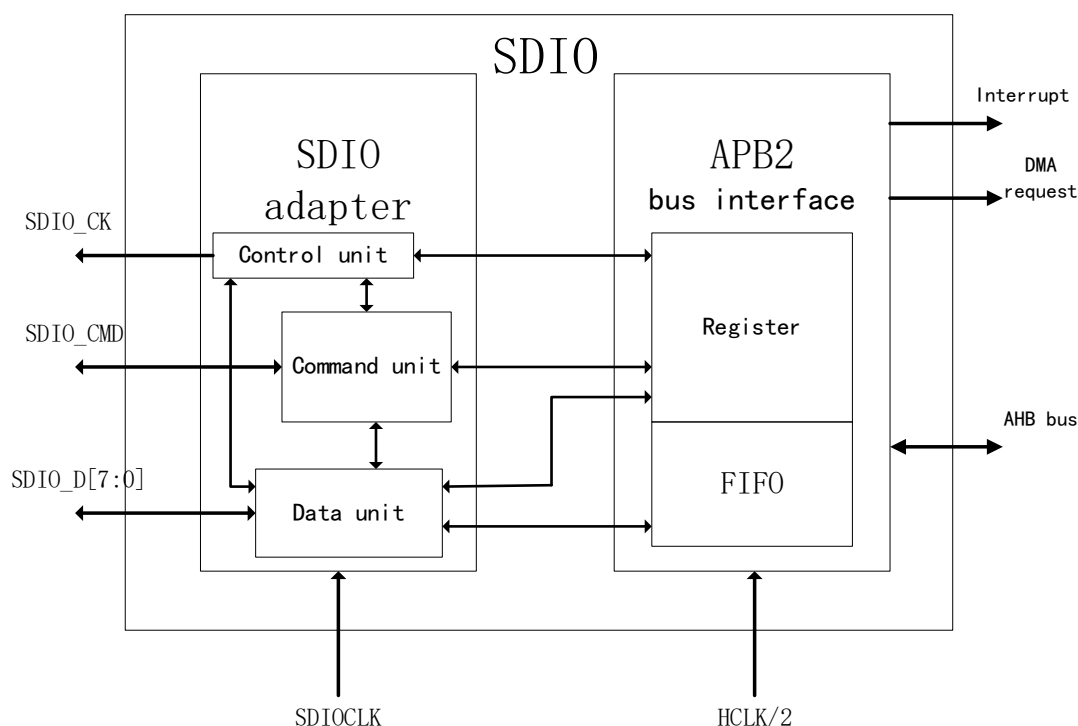 SDIO
SDIO
adapter
APB2
bus interface
Interrupt
DMA
request
SDIO_CK
Control unit
SDIO_CMD
Command unit
Register
AHB bus
SDIO_D[7:0]
Data unit
FIFO
SDIOCLK
HCLK/2